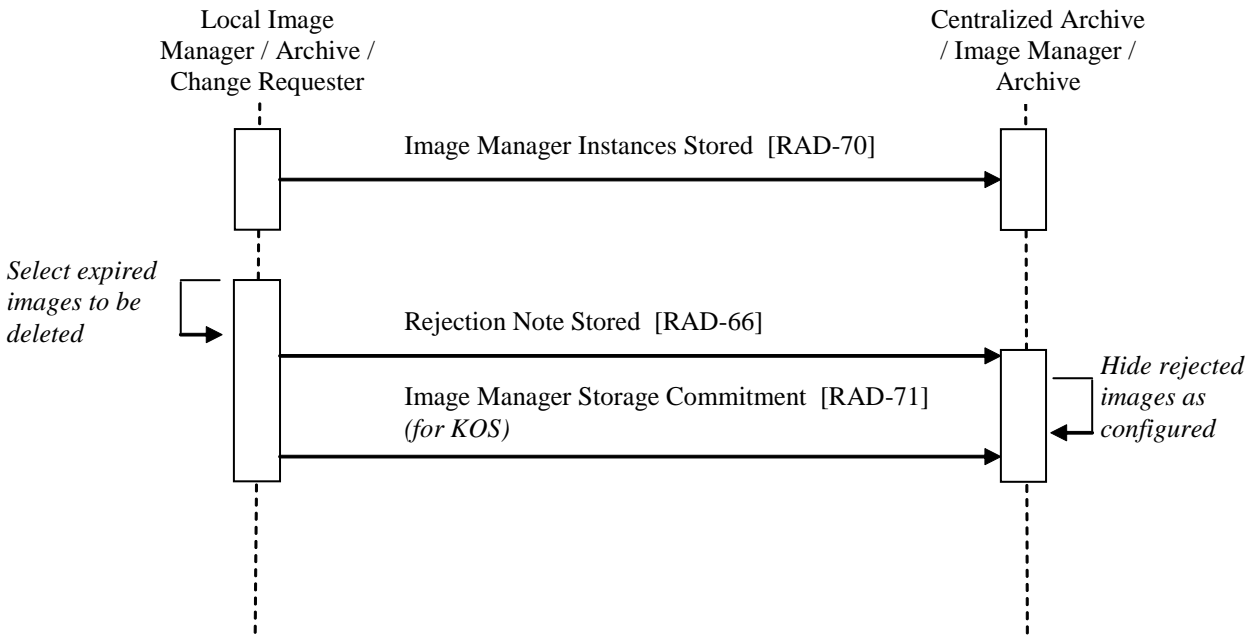 Local Image
Manager / Archive /
Change Requester
Centralized Archive
/ Image Manager /
Archive
Image Manager Instances Stored [RAD-70]
Select expired
images to be
deleted
Rejection Note Stored [RAD-66]
Hide rejected
images as
configured
Image Manager Storage Commitment [RAD-71]
(for KOS)